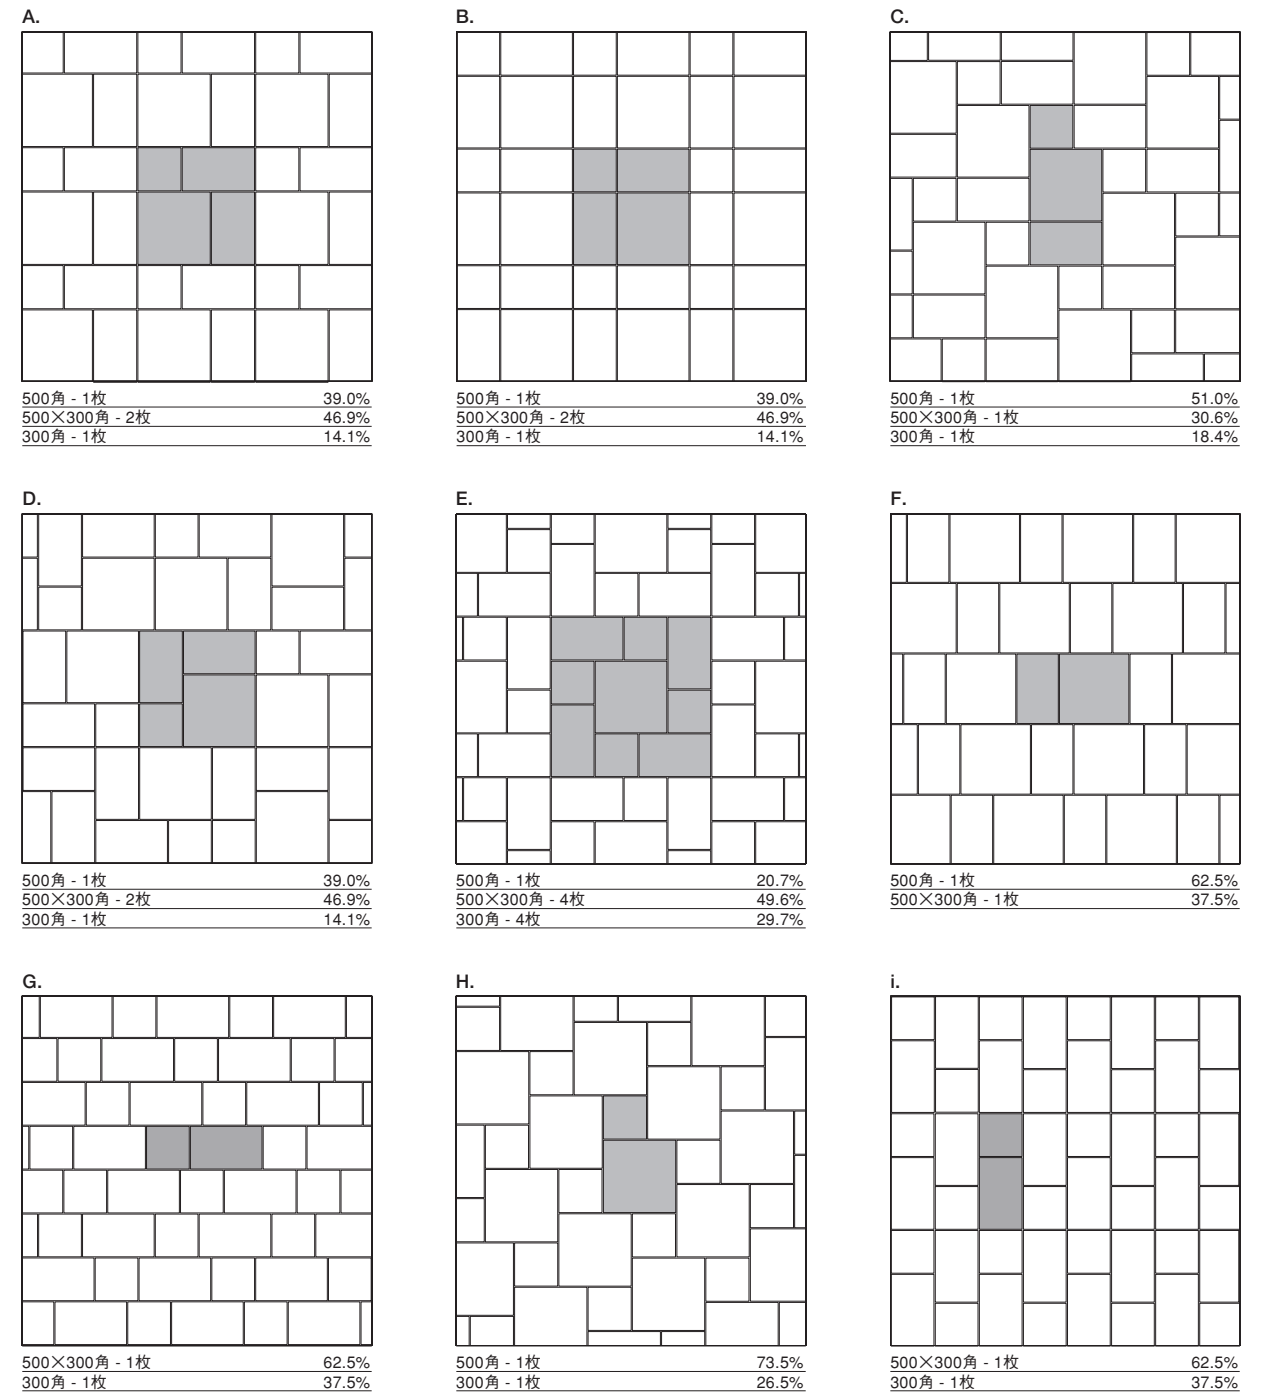 A.
500角 - 1枚 39.0%
500×300角 - 2枚 46.9%
300角 - 1枚 14.1%
B.
500角 - 1枚 39.0%
500×300角 - 2枚 46.9%
300角 - 1枚 14.1%
C.
500角 - 1枚 51.0%
500×300角 - 1枚 30.6%
300角 - 1枚 18.4%
D.
500角 - 1枚 39.0%
500×300角 - 2枚 46.9%
300角 - 1枚 14.1%
E.
500角 - 1枚 20.7%
500×300角 - 4枚 49.6%
300角 - 4枚 29.7%
F.
500角 - 1枚 62.5%
500×300角 - 1枚 37.5%
G.
500×300角 - 1枚 62.5%
300角 - 1枚 37.5%
H.
500角 - 1枚 73.5%
300角 - 1枚 26.5%
i.
500×300角 - 1枚 62.5%
300角 - 1枚 37.5%